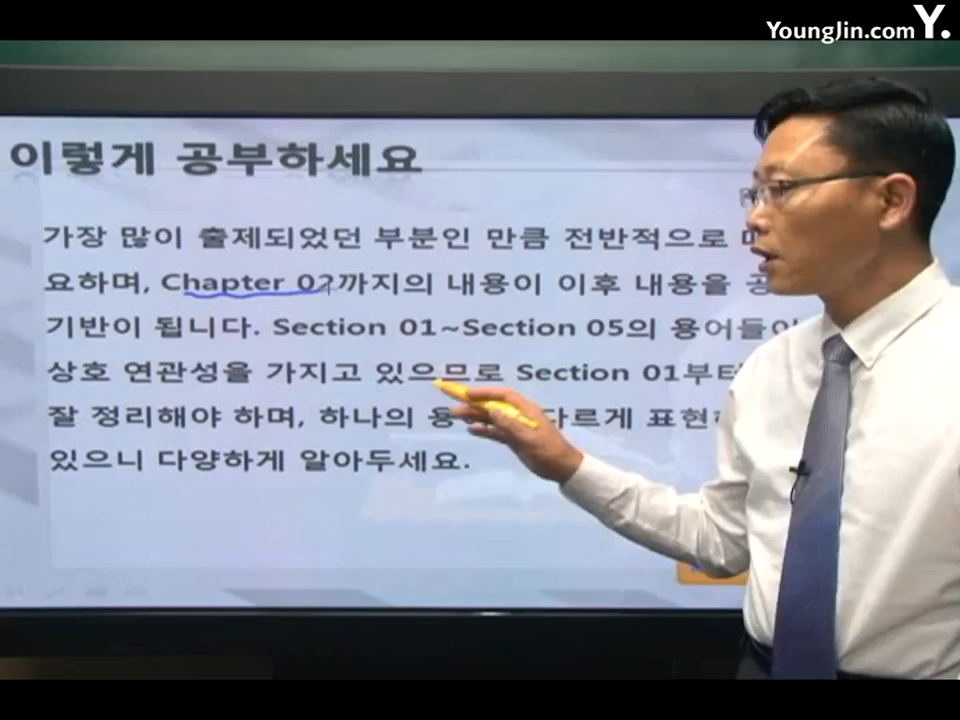 YoungJin.com Y.
이렇게 공부하세요
가장 많이 출제되었던 부분인 만큼 전반적으로
요하며, Chapter 02까지의 내용이 이후 내용을
기반이 됩니다. Section 01~Section 05의 용어들이
상호 연관성을 가지고 있으므로 Section 01부터
잘 정리해야 하며, 하나의 다르게
있으니 다양하게 알아두세요.